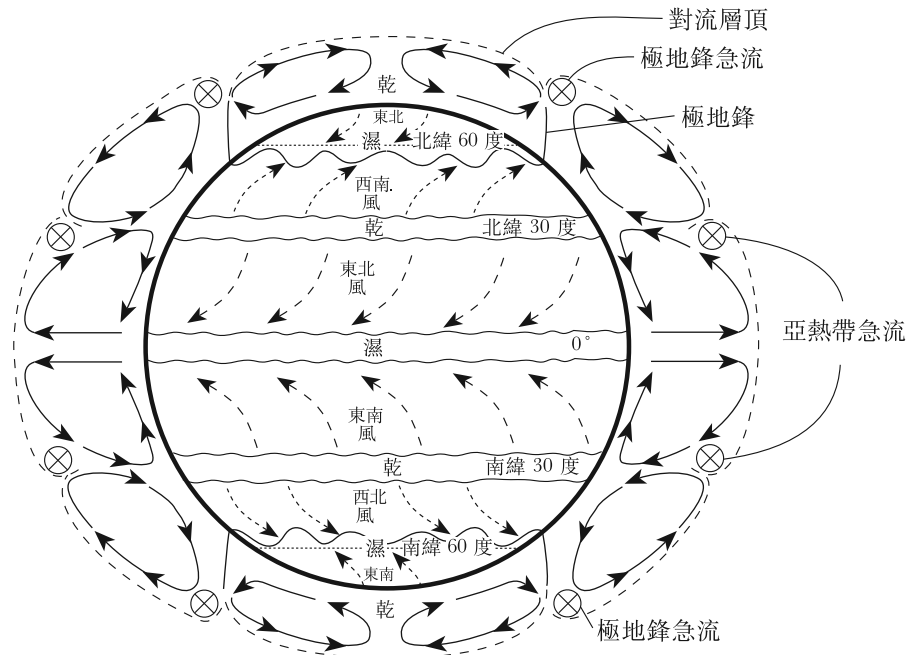 對流層頂
極地鋒急流
乾
極地鋒
東北
濕
北緯 60 度
西南
風
乾
北緯 30 度
東北
風
亞熱帶急流
濕
0°
東南
風
乾
南緯 30 度
西北
風
濕
南緯 60 度
東南
乾
極地鋒急流